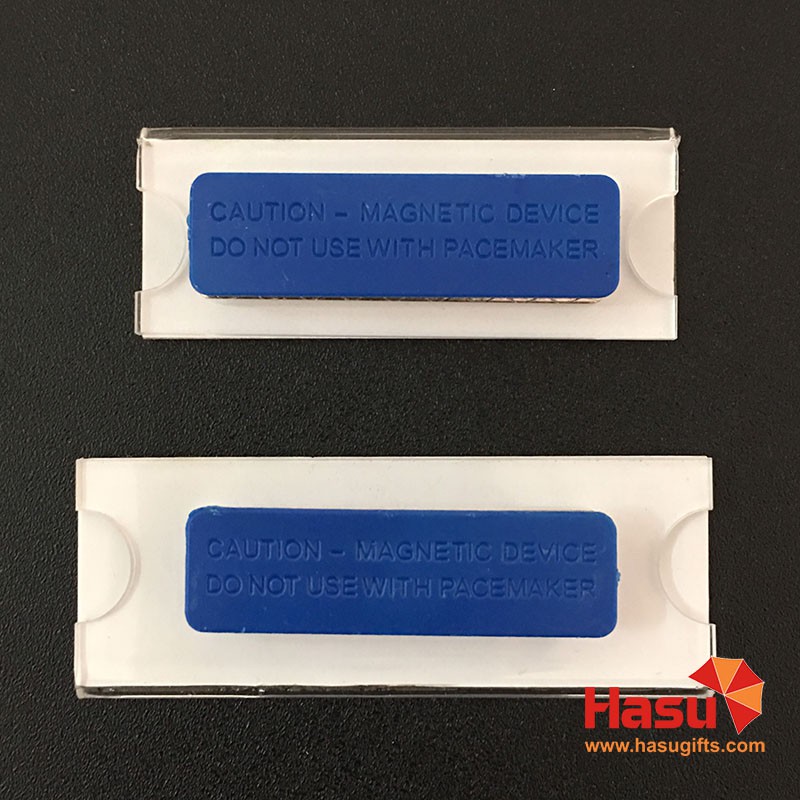 CAUTION – MAGNETIC DEVICE
DO NOT USE WITH PACEMAKER
CAUTION – MAGNETIC DEVICE
DO NOT USE WITH PACEMAKER
Hasu
www.hasugifts.com